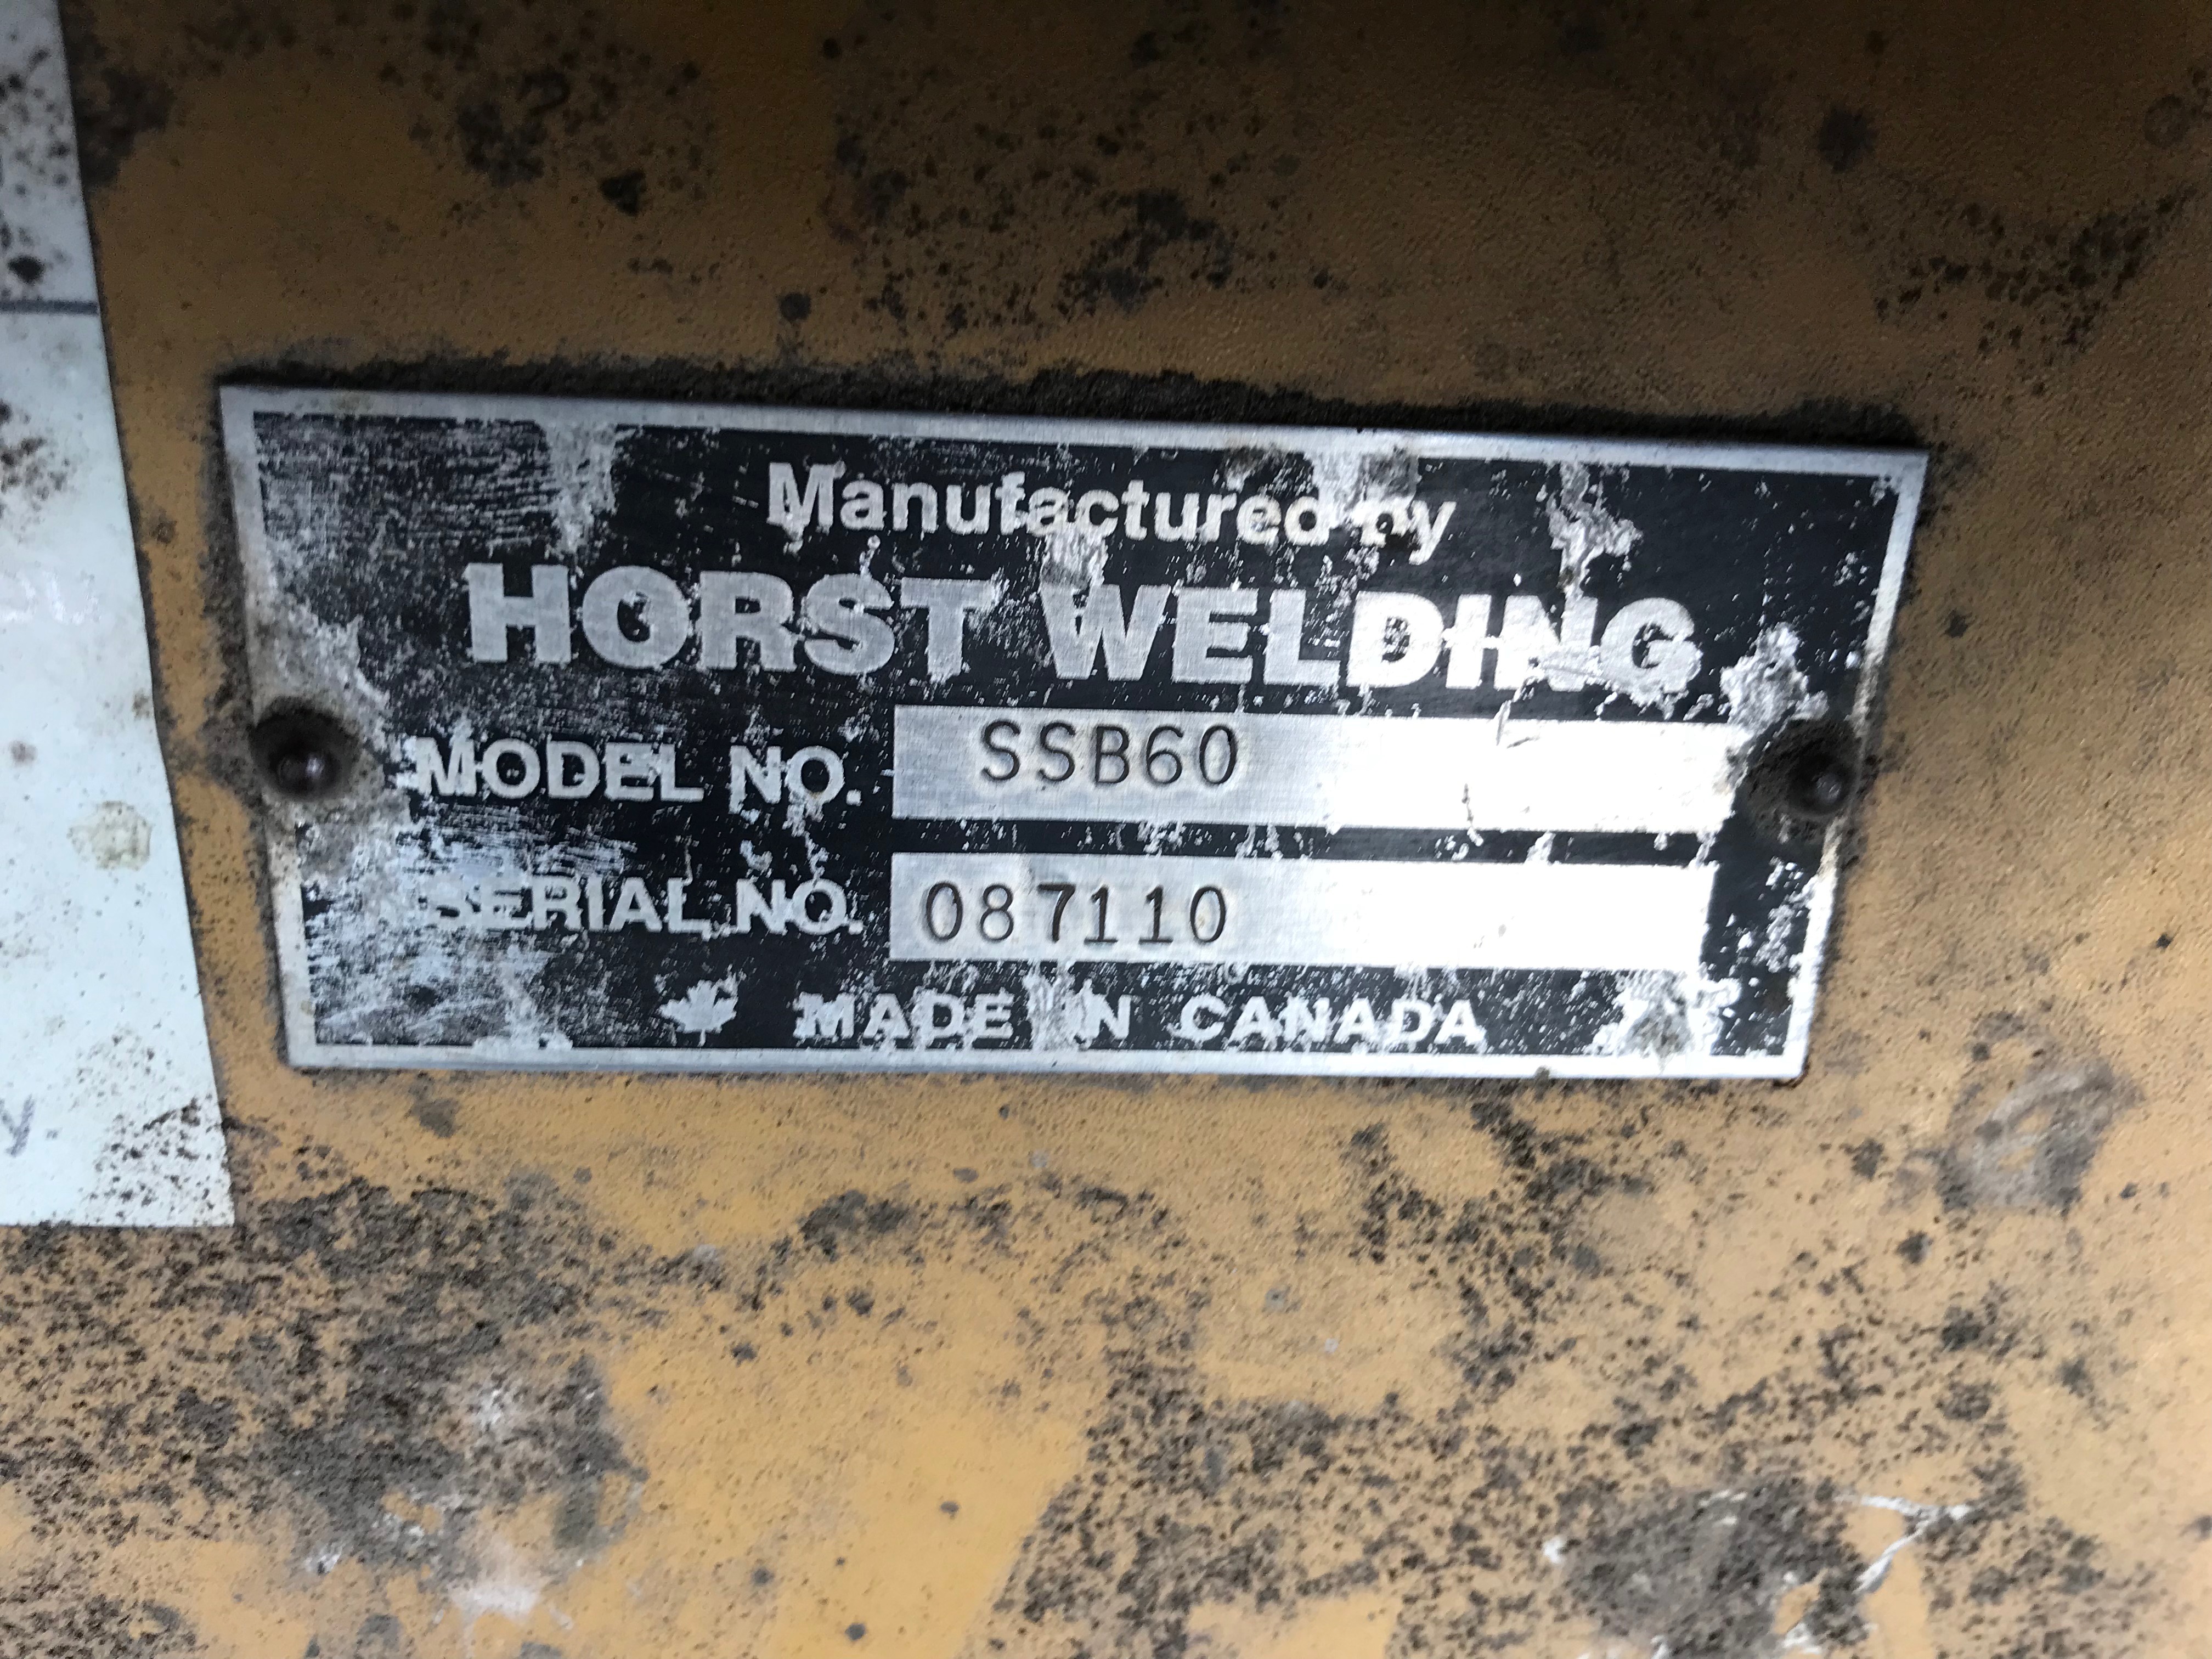 Manufactured by
HORST WELDING
MODEL NO. SSB60
SERIAL NO. 087110
MADE IN CANADA
y.